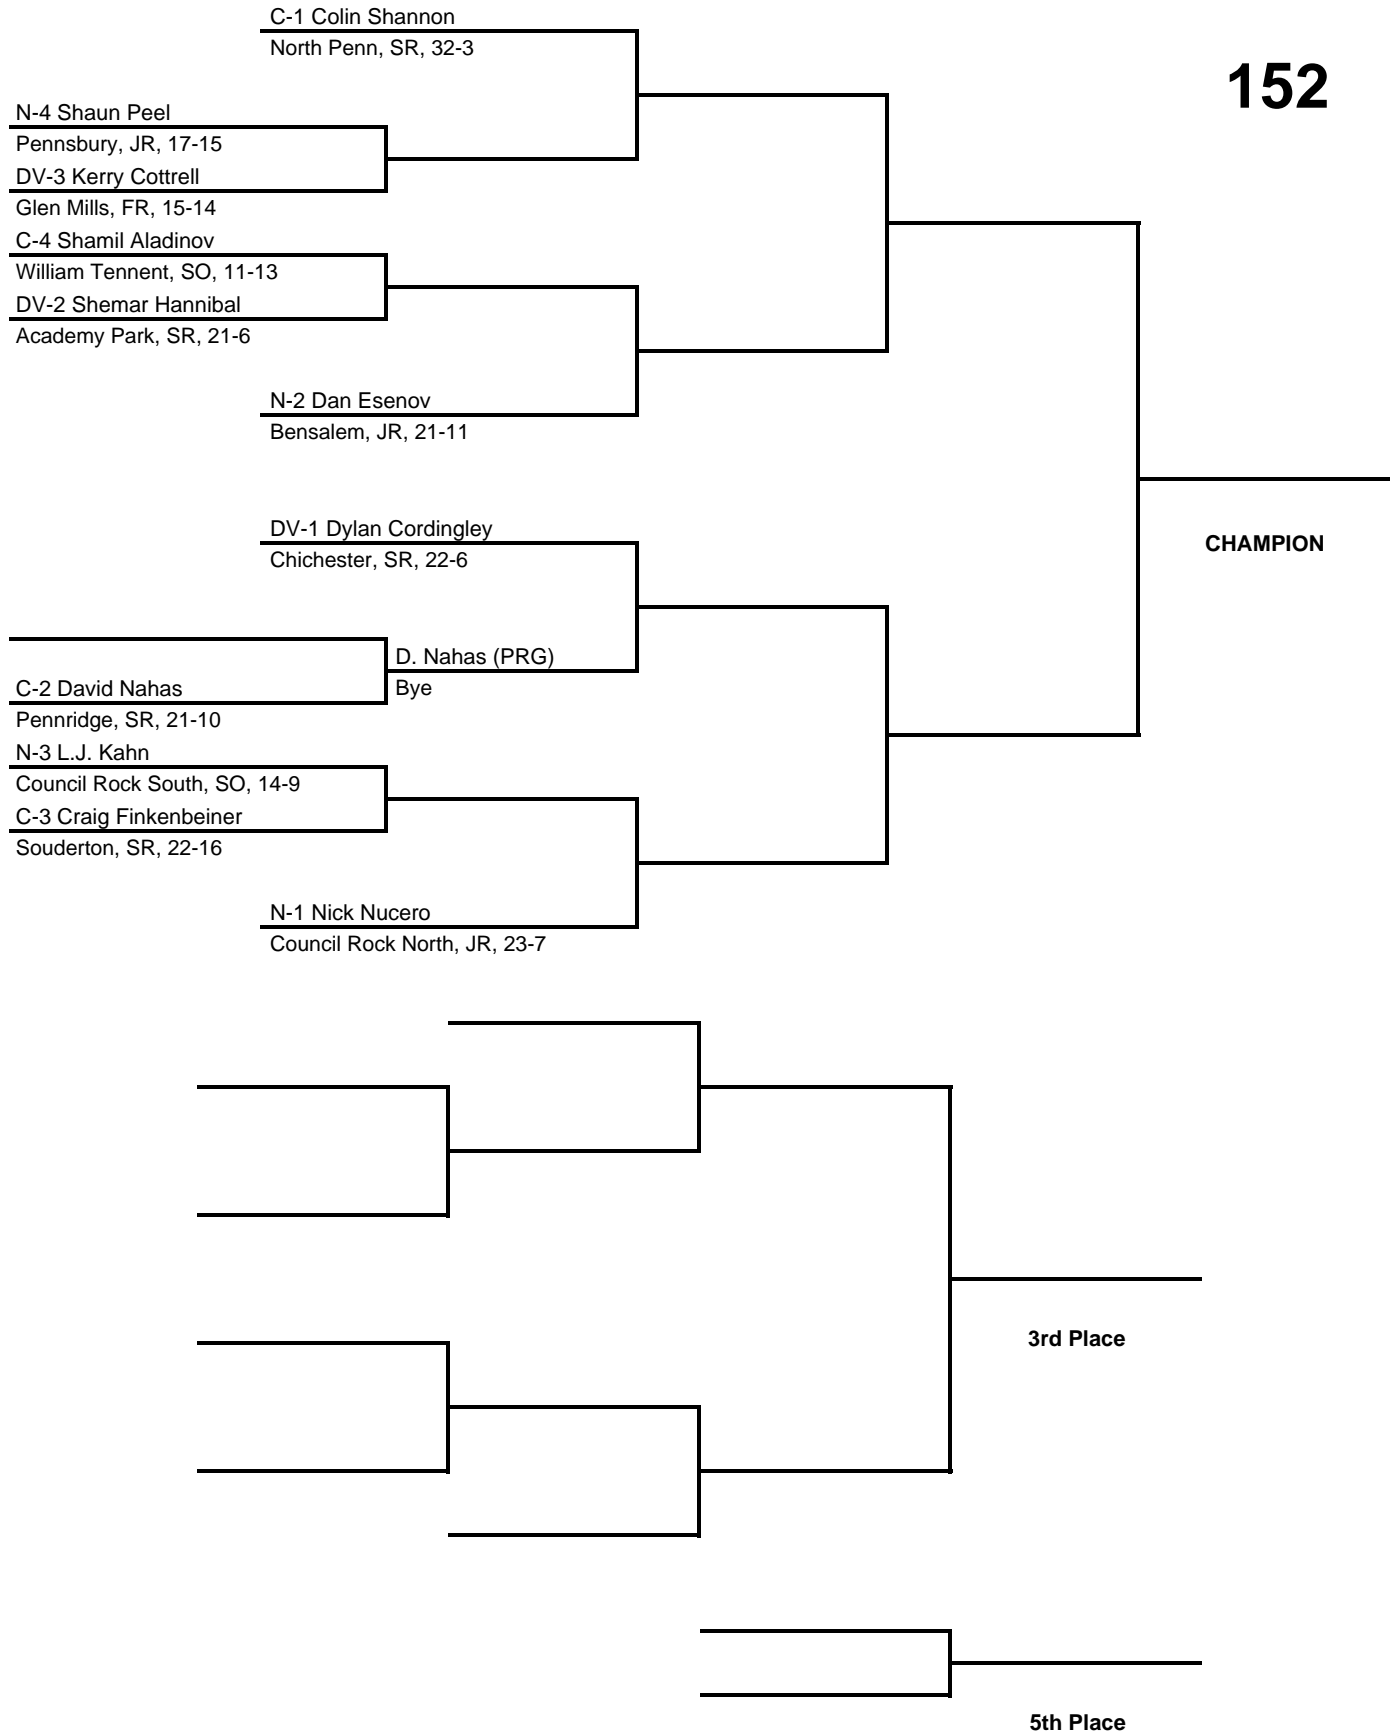 C-1 Colin Shannon
North Penn, SR, 32-3
152
N-4 Shaun Peel
Pennsbury, JR, 17-15
DV-3 Kerry Cottrell
Glen Mills, FR, 15-14
C-4 Shamil Aladinov
William Tennent, SO, 11-13
DV-2 Shemar Hannibal
Academy Park, SR, 21-6
N-2 Dan Esenov
Bensalem, JR, 21-11
DV-1 Dylan Cordingley
Chichester, SR, 22-6
CHAMPION
D. Nahas (PRG)
Bye
C-2 David Nahas
Pennridge, SR, 21-10
N-3 L.J. Kahn
Council Rock South, SO, 14-9
C-3 Craig Finkenbeiner
Souderton, SR, 22-16
N-1 Nick Nucero
Council Rock North, JR, 23-7
3rd Place
5th Place